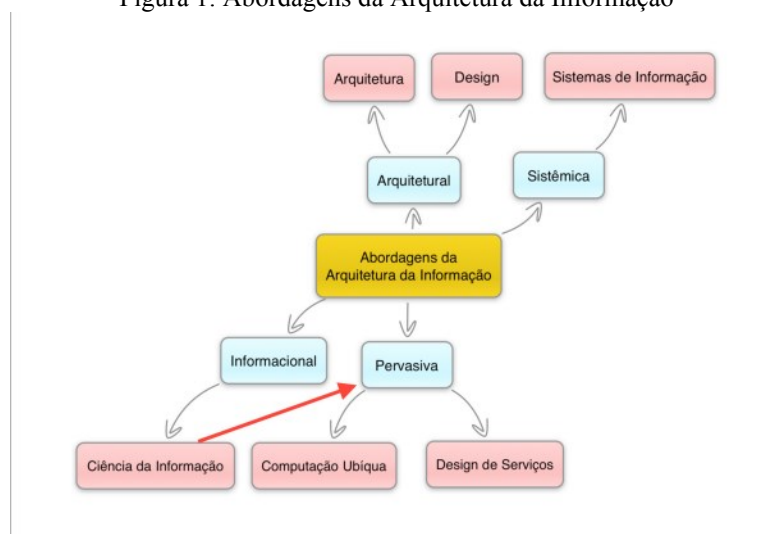 Figura 1: Abordagens da Arquitetura da Informação
Arquitetura
Design
Sistemas de Informação
Arquitetural
Sistêmica
Abordagens da
Arquitetura da Informação
Informacional
Pervasiva
Ciência da Informação
Computação Ubíqua
Design de Serviços